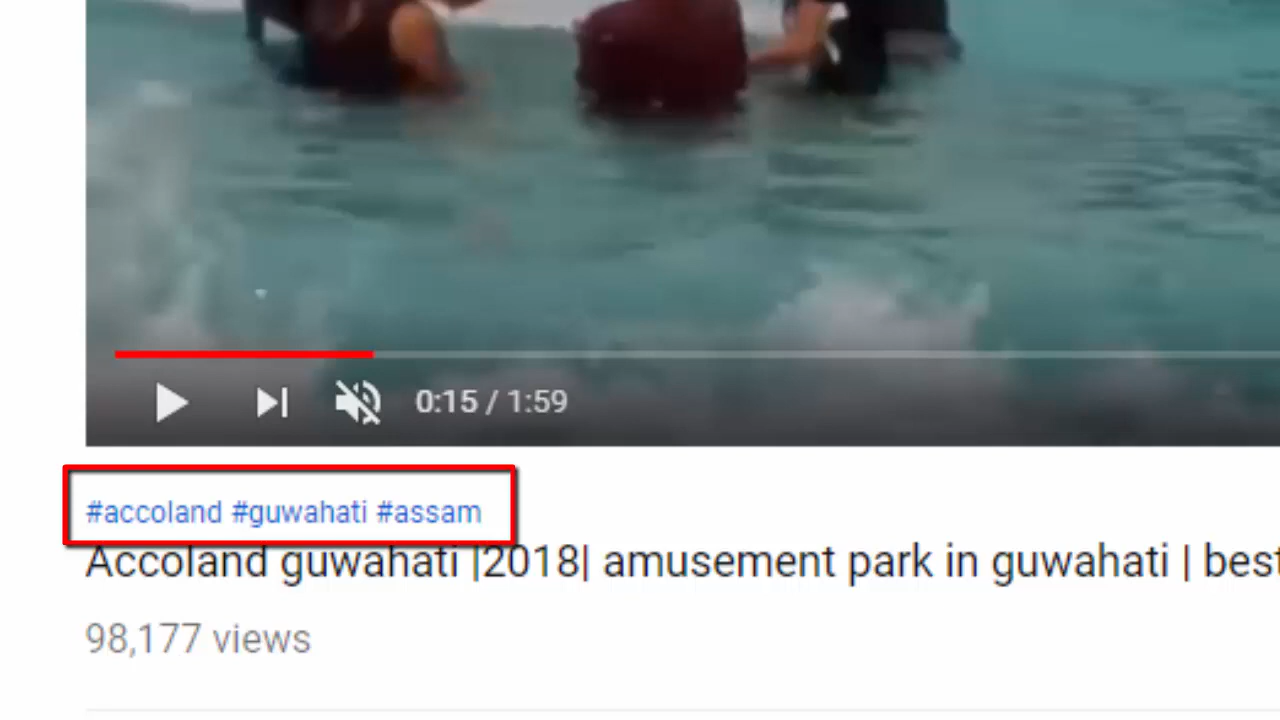 0:15 / 1:59
#accoland #guwahati #assam
Accoland guwahati |2018| amusement park in guwahati | best
98,177 views